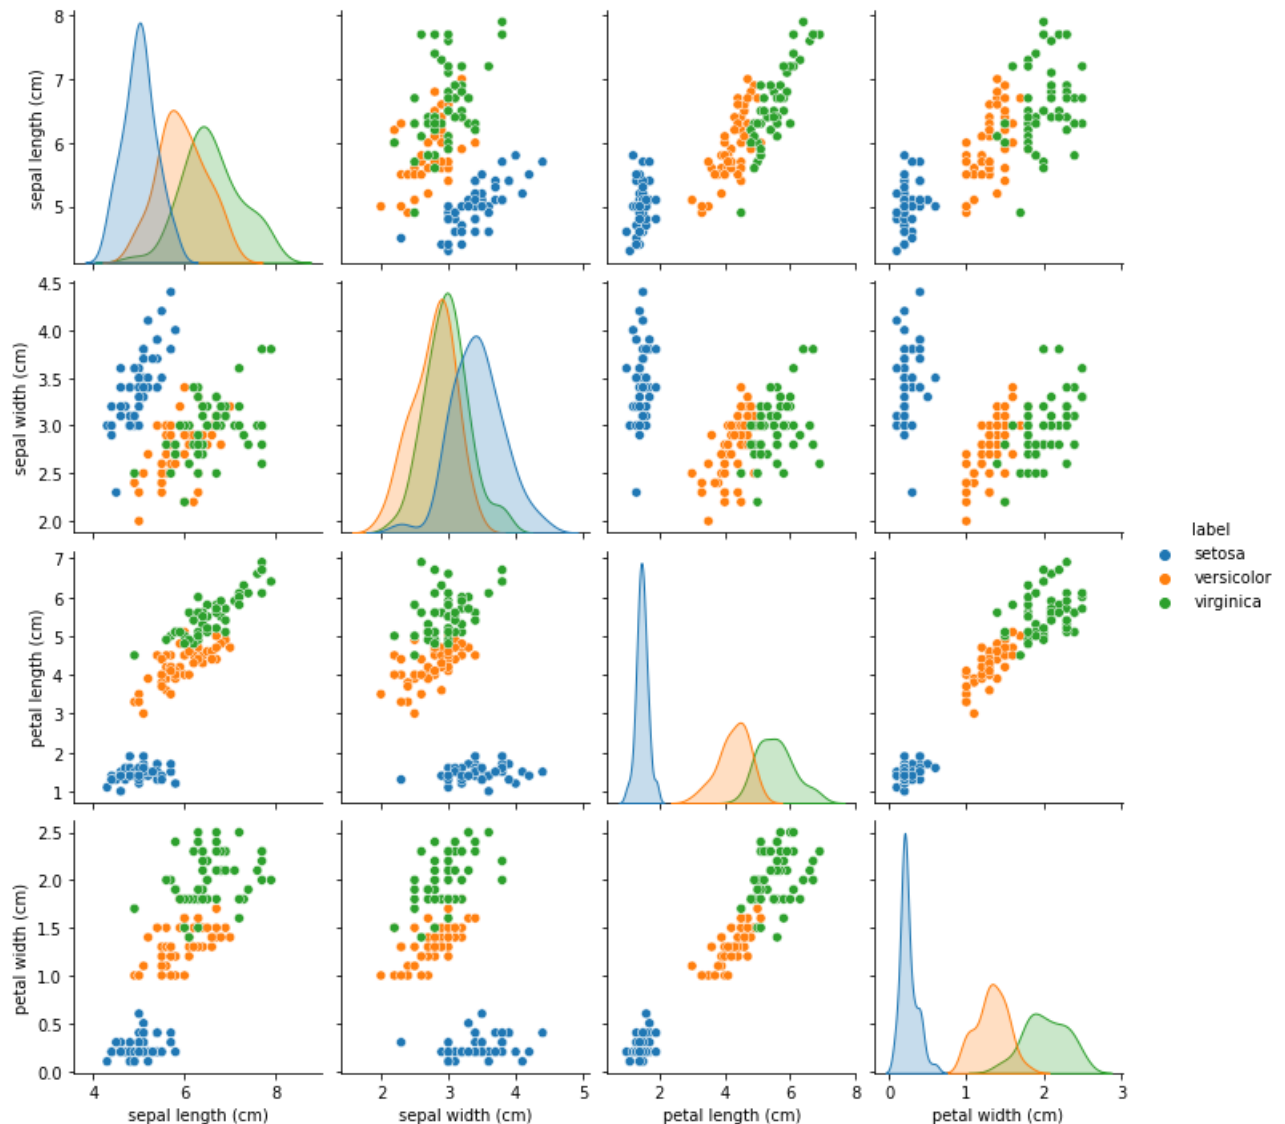 8
7
6
5
sepal length (cm)
4.5
4.0
3.5
3.0
2.5
2.0
sepal width (cm)
label
setosa
versicolor
virginica
7
6
5
4
3
2
1
petal length (cm)
2.5
2.0
1.5
1.0
0.5
0.0
petal width (cm)
4 6 8
2 3 4 5
2 4 6 8
0 1 2 3
sepal length (cm)
sepal width (cm)
petal length (cm)
petal width (cm)